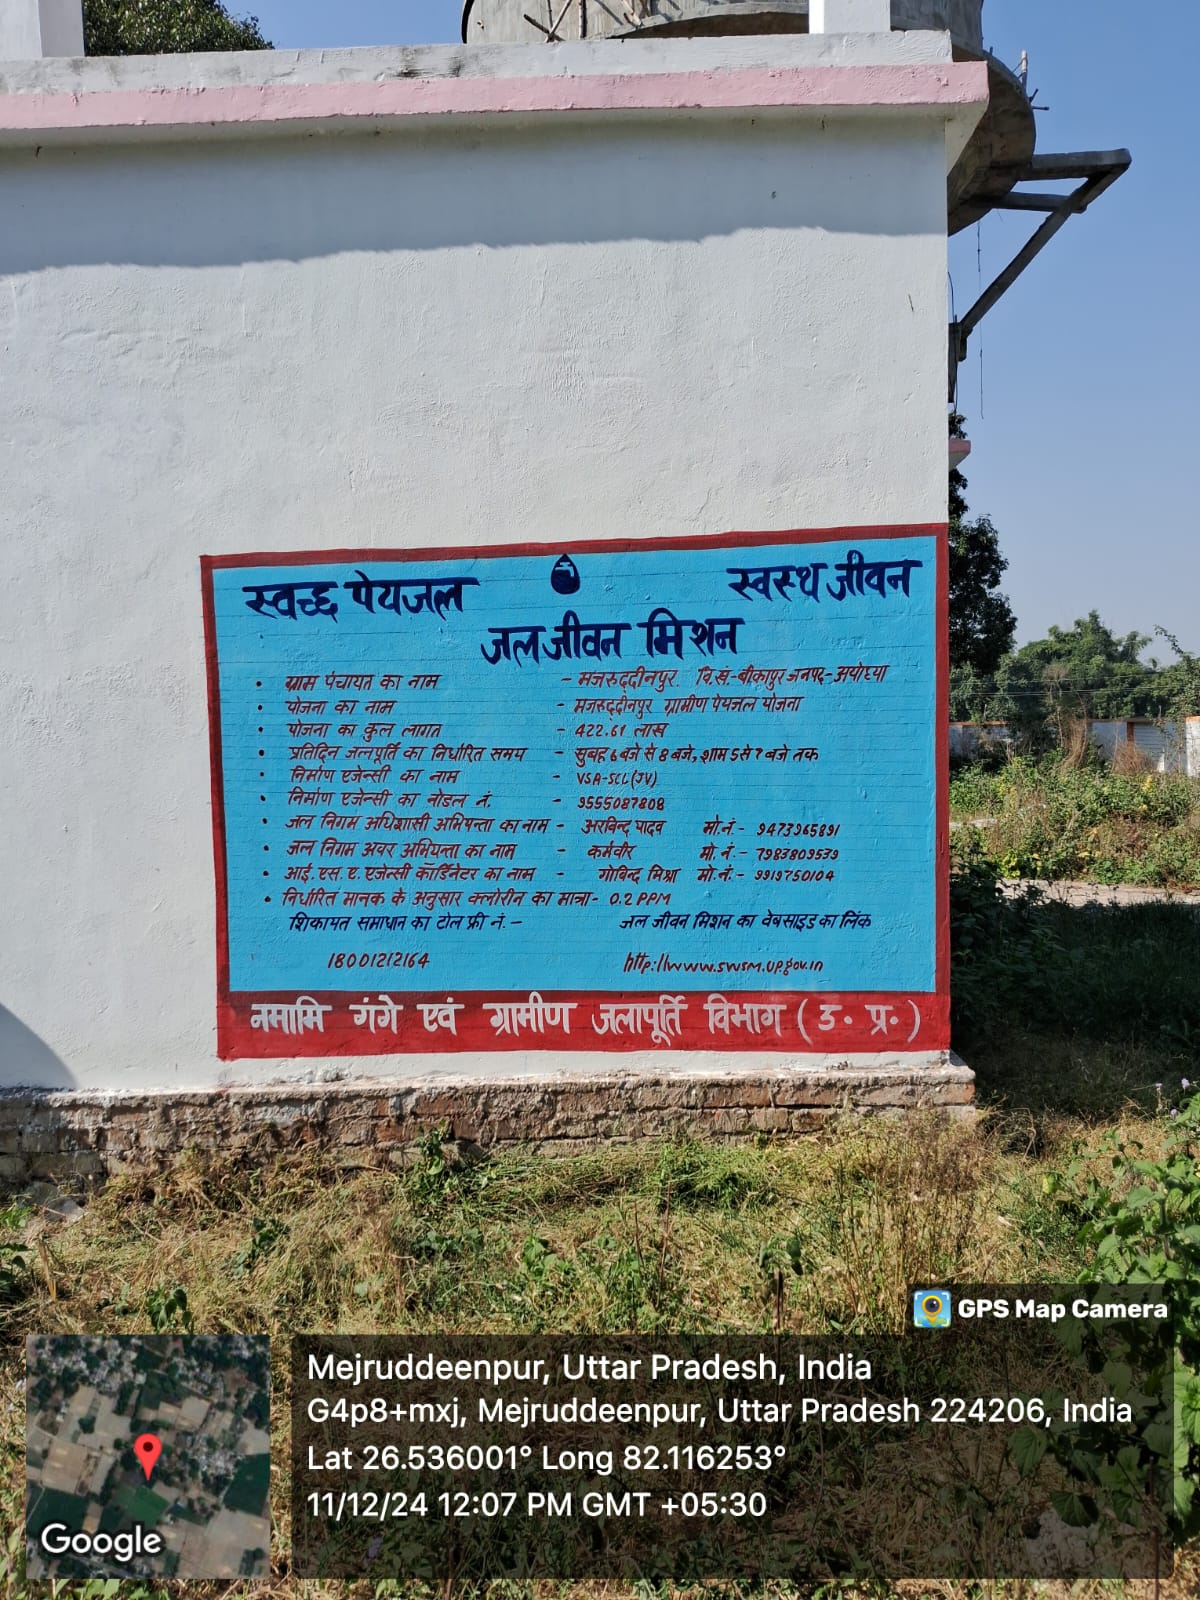 स्वच्छ पेयजल स्वस्थ जीवन
जल जीवन मिशन
• ग्राम पंचायत का नाम - मजरुद्दीनपुर. वि.खं.-बीकापुर जनपद-अयोध्या
• योजना का नाम - मजरुद्दीनपुर ग्रामीण पेयजल योजना
• योजना का कुल लागत - 422.61 लाख
• प्रतिदिन जलपूर्ति का निर्धारित समय - सुबह 6 बजे से 8 बजे, शाम 5 से 7 बजे तक
• निर्माण एजेन्सी का नाम - VSA-SCL(JV)
• निर्माण एजेन्सी का नोडल नं. - 9555087808
• जल निगम अधिशासी अभियन्ता का नाम - अरविन्द यादव मो.नं.- 9473965891
• जल निगम अवर अभियन्ता का नाम - कर्मवीर मो.नं.- 7983809539
• आई.एस.ए. एजेन्सी कॉर्डिनेटर का नाम - गोविन्द मिश्रा मो.नं.- 9919750104
• निर्धारित मानक के अनुसार क्लोरीन का मात्रा- 0.2 PPM
शिकायत समाधान का टोल फ्री नं.- जल जीवन मिशन का वेबसाइड का लिंक
18001212164 http://www.swsm.up.gov.in
नमामि गंगे एवं ग्रामीण जलापूर्ति विभाग (उ. प्र.)
GPS Map Camera
Mejruddeenpur, Uttar Pradesh, India
G4p8+mxj, Mejruddeenpur, Uttar Pradesh 224206, India
Lat 26.536001° Long 82.116253°
11/12/24 12:07 PM GMT +05:30
Google